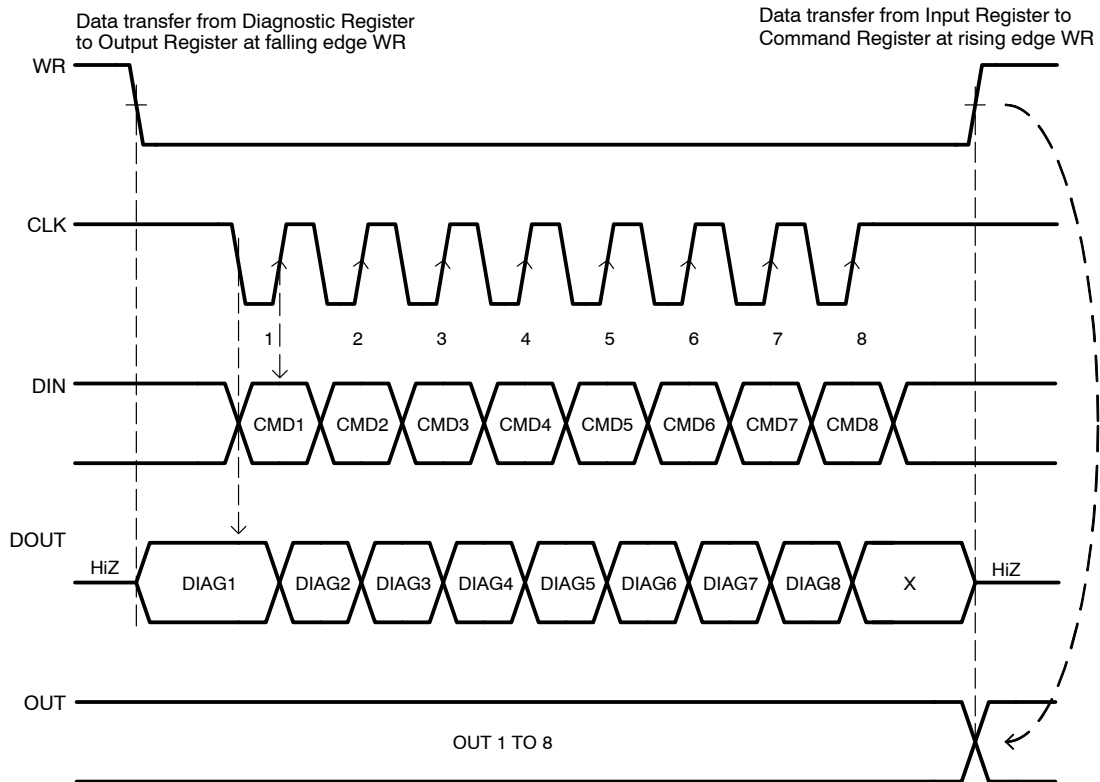 Data transfer from Diagnostic Register
to Output Register at falling edge WR
Data transfer from Input Register to
Command Register at rising edge WR
WR
CLK
1 2 3 4 5 6 7 8
DIN
CMD1 CMD2 CMD3 CMD4 CMD5 CMD6 CMD7 CMD8
DOUT
HiZ DIAG1 DIAG2 DIAG3 DIAG4 DIAG5 DIAG6 DIAG7 DIAG8 X HiZ
OUT
OUT 1 TO 8